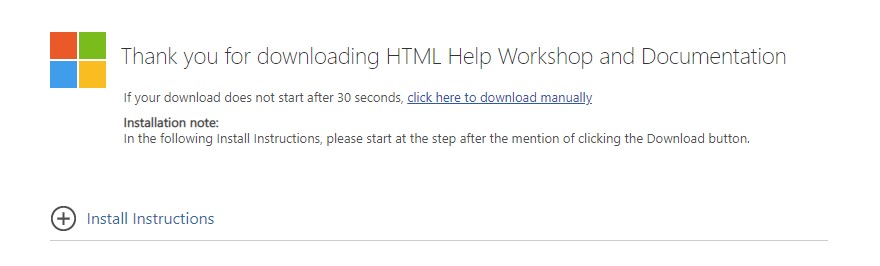 Thank you for downloading HTML Help Workshop and Documentation
If your download does not start after 30 seconds, click here to download manually
Installation note:
In the following Install Instructions, please start at the step after the mention of clicking the Download button.
Install Instructions